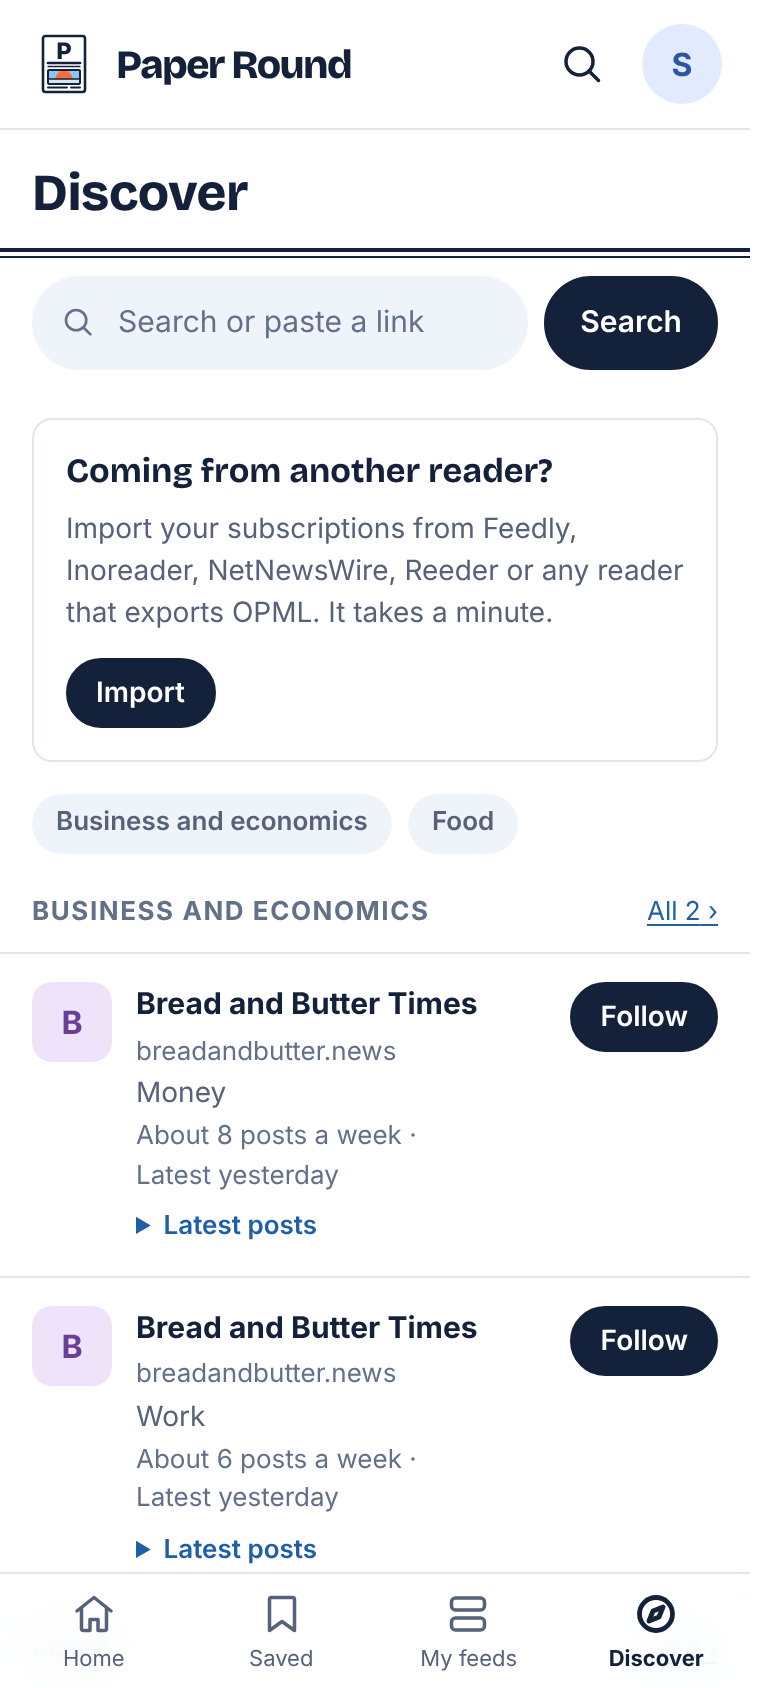 P
Paper Round
S
Discover
Search or paste a link
Search
Coming from another reader?
Import your subscriptions from Feedly,
Inoreader, NetNewsWire, Reeder or any reader
that exports OPML. It takes a minute.
Import
Business and economics
Food
BUSINESS AND ECONOMICS
All 2 ›
B
Bread and Butter Times
Follow
breadandbutter.news
Money
About 8 posts a week ·
Latest yesterday
▶ Latest posts
B
Bread and Butter Times
Follow
breadandbutter.news
Work
About 6 posts a week ·
Latest yesterday
▶ Latest posts
Home
Saved
My feeds
Discover